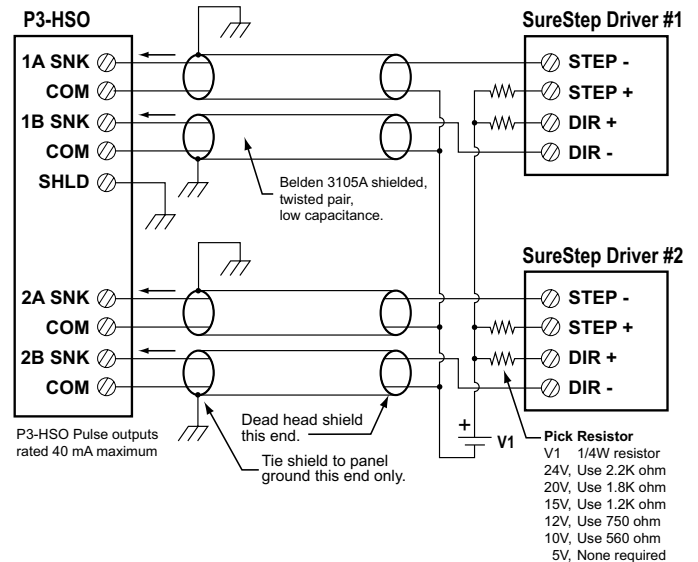 P3-HSO
SureStep Driver #1
1A SNK
COM
1B SNK
COM
SHLD
STEP -
STEP +
DIR +
DIR -
Belden 3105A shielded,
twisted pair,
low capacitance.
SureStep Driver #2
2A SNK
COM
2B SNK
COM
STEP -
STEP +
DIR +
DIR -
P3-HSO Pulse outputs
rated 40 mA maximum
Dead head shield
this end.
Tie shield to panel
ground this end only.
+
V1
Pick Resistor
V1 1/4W resistor
24V, Use 2.2K ohm
20V, Use 1.8K ohm
15V, Use 1.2K ohm
12V, Use 750 ohm
10V, Use 560 ohm
5V, None required